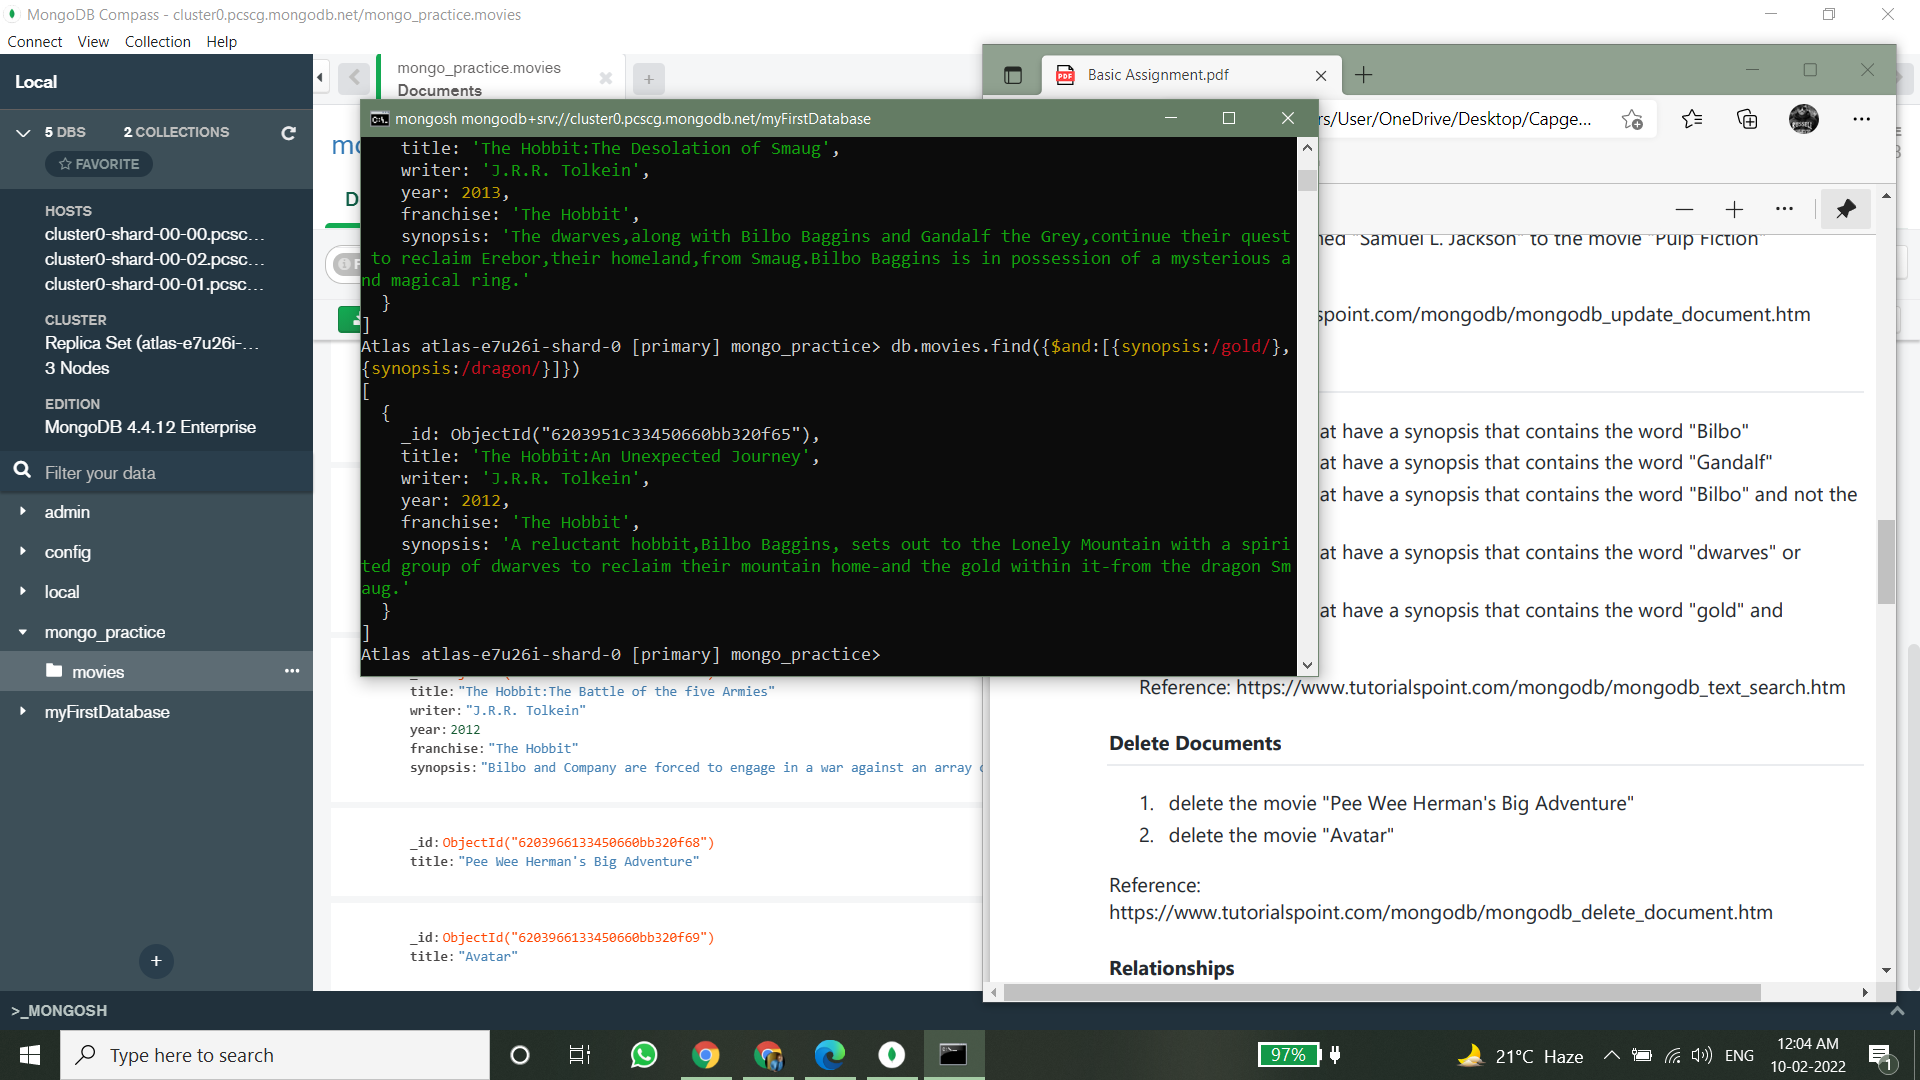 MongoDB Compass - cluster0.pcscg.mongodb.net/mongo_practice.movies
Connect View Collection Help
Local
5 DBS 2 COLLECTIONS
FAVORITE
HOSTS
cluster0-shard-00-00.pcsc...
cluster0-shard-00-02.pcsc...
cluster0-shard-00-01.pcsc...
CLUSTER
Replica Set (atlas-e7u26i-...
3 Nodes
EDITION
MongoDB 4.4.12 Enterprise
Filter your data
admin
config
local
mongo_practice
movies
myFirstDatabase
>_MONGOSH
mongo_practice.movies
Documents
mongosh mongodb+srv://cluster0.pcscg.mongodb.net/myFirstDatabase
title: 'The Hobbit:The Desolation of Smaug',
writer: 'J.R.R. Tolkein',
year: 2013,
franchise: 'The Hobbit',
synopsis: 'The dwarves,along with Bilbo Baggins and Gandalf the Grey,continue their quest
to reclaim Erebor,their homeland,from Smaug.Bilbo Baggins is in possession of a mysterious a
nd magical ring.'
}
]
Atlas atlas-e7u26i-shard-0 [primary] mongo_practice> db.movies.find({$and:[{synopsis:/gold/},
{synopsis:/dragon/}]})
[
{
_id: ObjectId("6203951c33450660bb320f65"),
title: 'The Hobbit:An Unexpected Journey',
writer: 'J.R.R. Tolkein',
year: 2012,
franchise: 'The Hobbit',
synopsis: 'A reluctant hobbit,Bilbo Baggins, sets out to the Lonely Mountain with a spiri
ted group of dwarves to reclaim their mountain home-and the gold within it-from the dragon Sm
aug.'
}
]
Atlas atlas-e7u26i-shard-0 [primary] mongo_practice>
title: "The Hobbit:The Battle of the five Armies"
writer: "J.R.R. Tolkein"
year: 2012
franchise: "The Hobbit"
synopsis: "Bilbo and Company are forced to engage in a war against an array
_id: ObjectId("6203966133450660bb320f68")
title: "Pee Wee Herman's Big Adventure"
_id: ObjectId("6203966133450660bb320f69")
title: "Avatar"
Basic Assignment.pdf
rs/User/OneDrive/Desktop/Capge...
"Samuel L. Jackson" to the movie "Pulp Fiction"
spoint.com/mongodb/mongodb_update_document.htm
at have a synopsis that contains the word "Bilbo"
at have a synopsis that contains the word "Gandalf"
at have a synopsis that contains the word "Bilbo" and not the
at have a synopsis that contains the word "dwarves" or
at have a synopsis that contains the word "gold" and
Reference: https://www.tutorialspoint.com/mongodb/mongodb_text_search.htm
Delete Documents
1. delete the movie "Pee Wee Herman's Big Adventure"
2. delete the movie "Avatar"
Reference:
https://www.tutorialspoint.com/mongodb/mongodb_delete_document.htm
Relationships
Type here to search
97%
21°C Haze
ENG
12:04 AM
10-02-2022
1